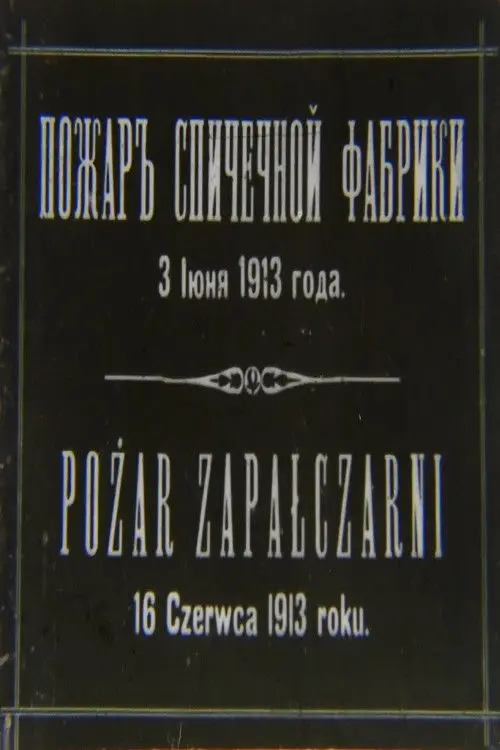 ПОЖАРЪ СПИЧЕЧНОЙ ФАБРИКИ
3 Іюня 1913 года.
POŻAR ZAPAŁCZARNI
16 Czerwca 1913 roku.